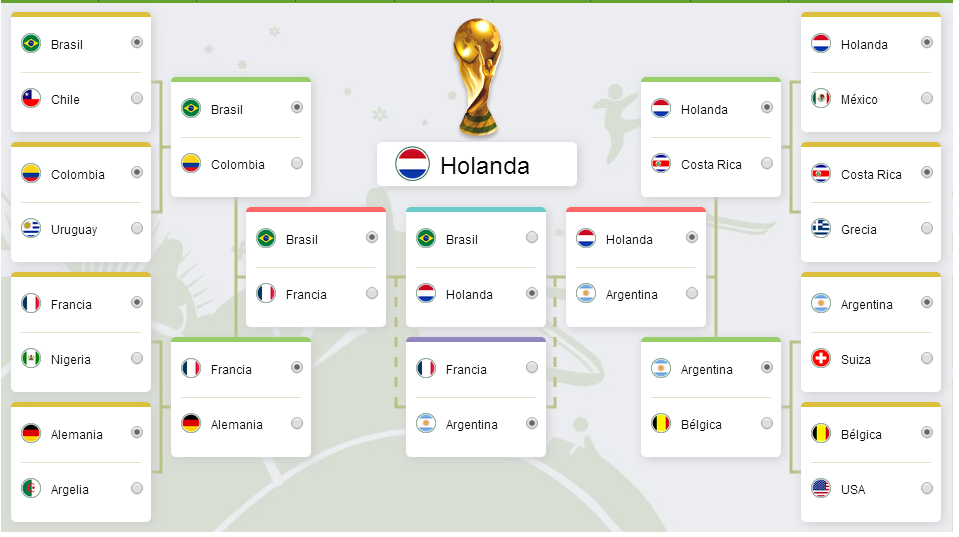 Brasil
Chile
Colombia
Uruguay
Francia
Nigeria
Alemania
Argelia
Brasil
Colombia
Francia
Alemania
Brasil
Francia
Holanda
Brasil
Holanda
Francia
Argentina
Holanda
Argentina
Holanda
Costa Rica
Argentina
Bélgica
Holanda
México
Costa Rica
Grecia
Argentina
Suiza
Bélgica
USA